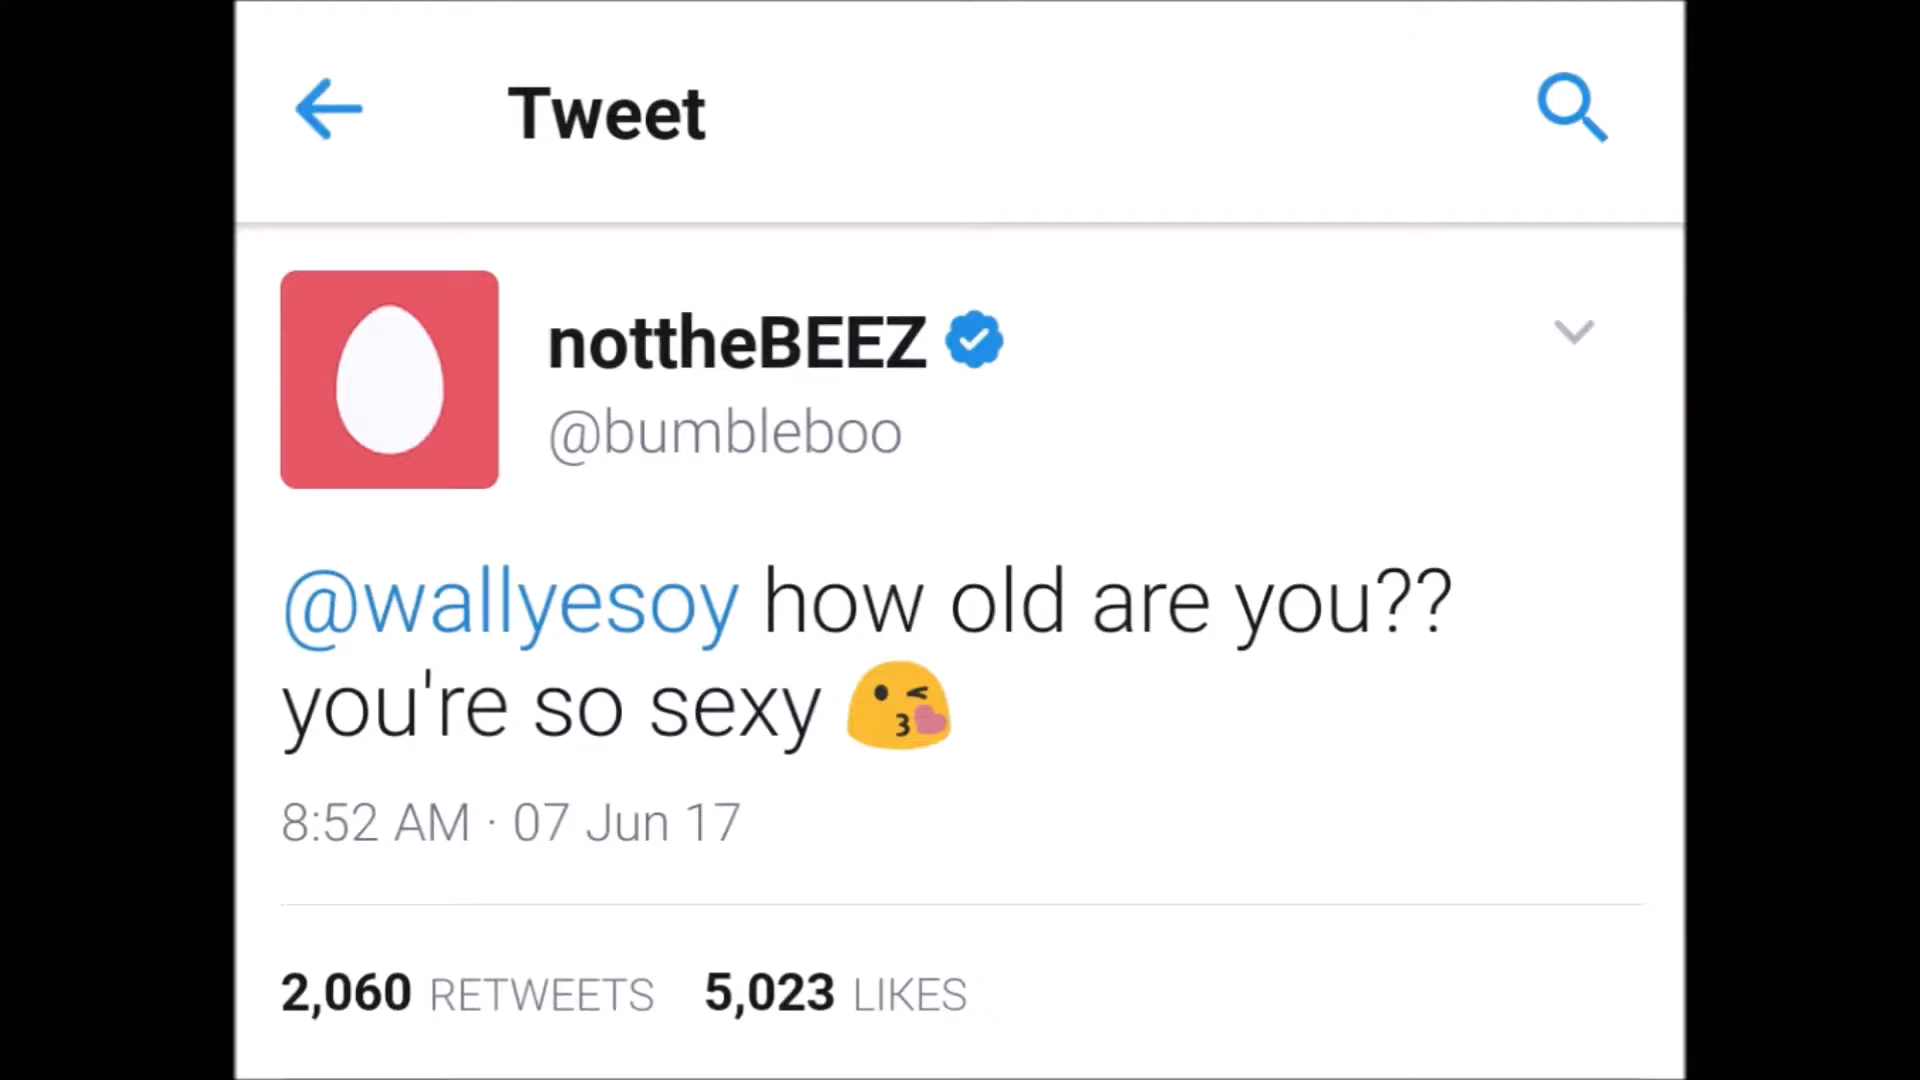 Tweet
nottheBEEZ
@bumbleboo
@wallyesoy how old are you??
you're so sexy 😘
8:52 AM · 07 Jun 17
2,060 RETWEETS 5,023 LIKES